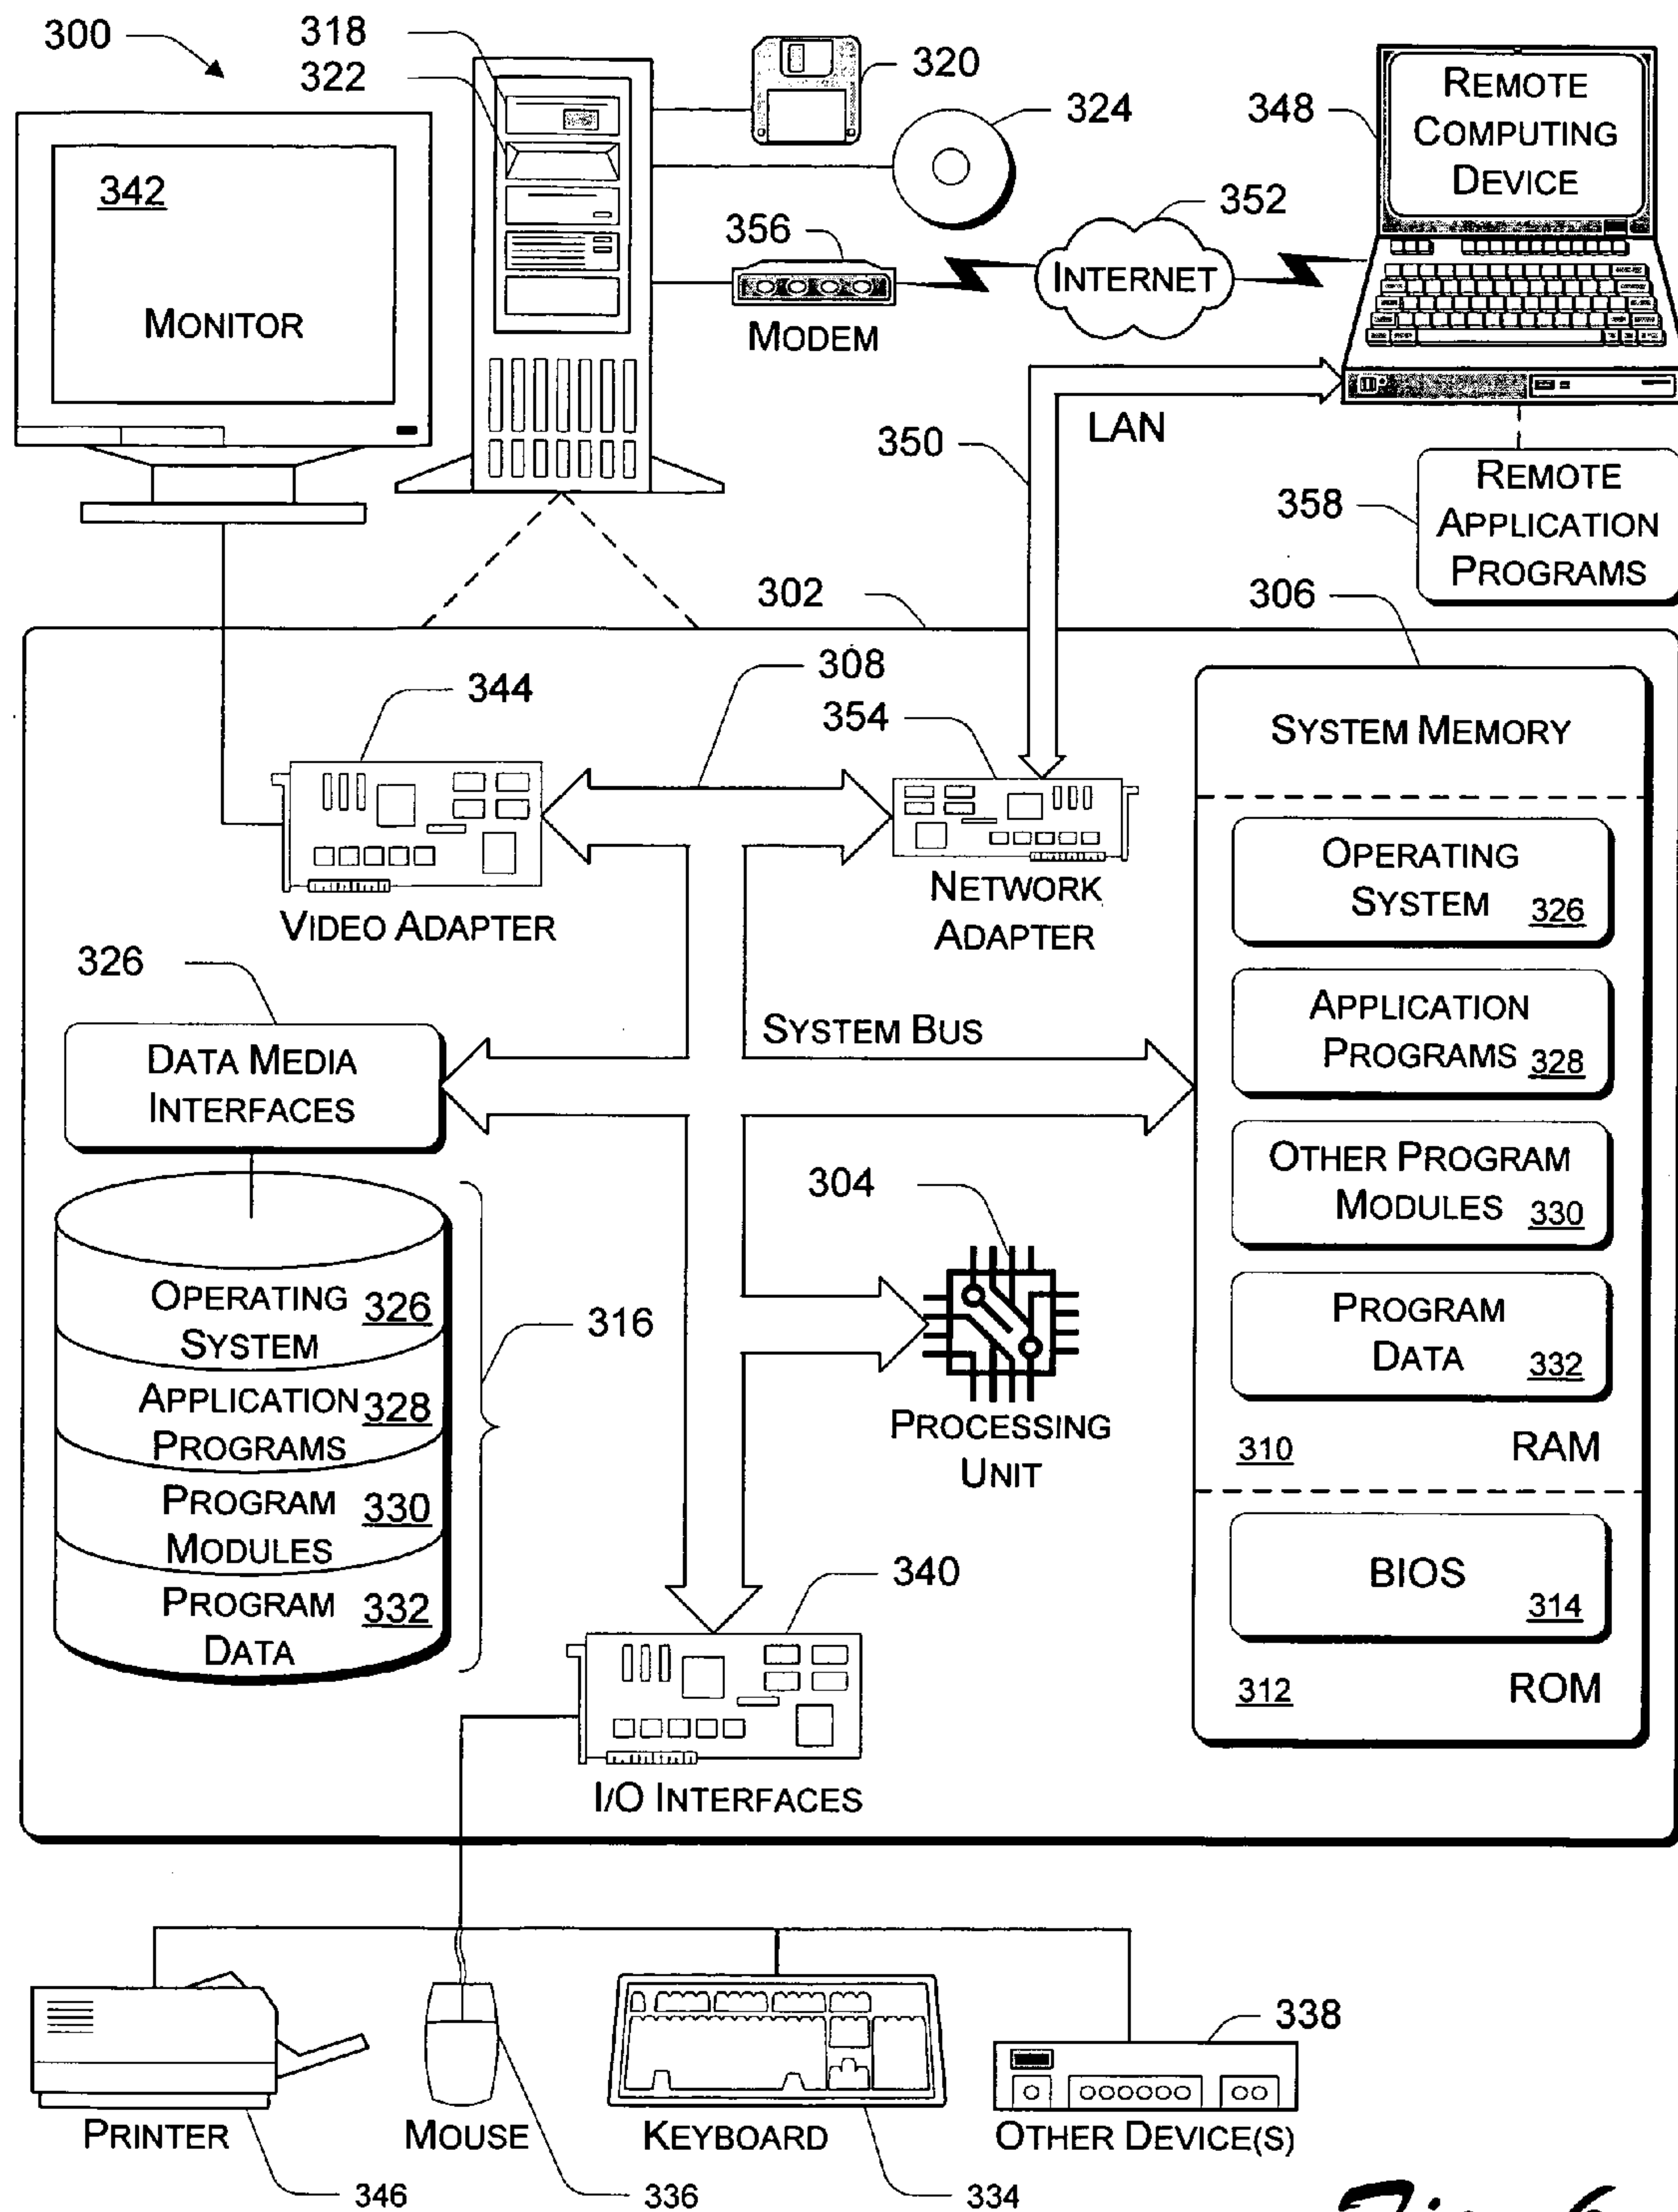 300
318
322
320
324
348
REMOTE
COMPUTING
DEVICE
342
MONITOR
356
MODEM
352
INTERNET
LAN
350
358
REMOTE
APPLICATION
PROGRAMS
302
306
308
344
354
SYSTEM MEMORY
VIDEO ADAPTER
NETWORK
ADAPTER
OPERATING
SYSTEM 326
326
DATA MEDIA
INTERFACES
SYSTEM BUS
APPLICATION
PROGRAMS 328
OTHER PROGRAM
MODULES 330
304
PROCESSING
UNIT
PROGRAM
DATA 332
310 RAM
OPERATING 326
SYSTEM
APPLICATION 328
PROGRAMS
PROGRAM 330
MODULES
PROGRAM 332
DATA
316
340
I/O INTERFACES
BIOS
314
312 ROM
338
PRINTER
MOUSE
KEYBOARD
OTHER DEVICE(S)
346
336
334
Fig. 6